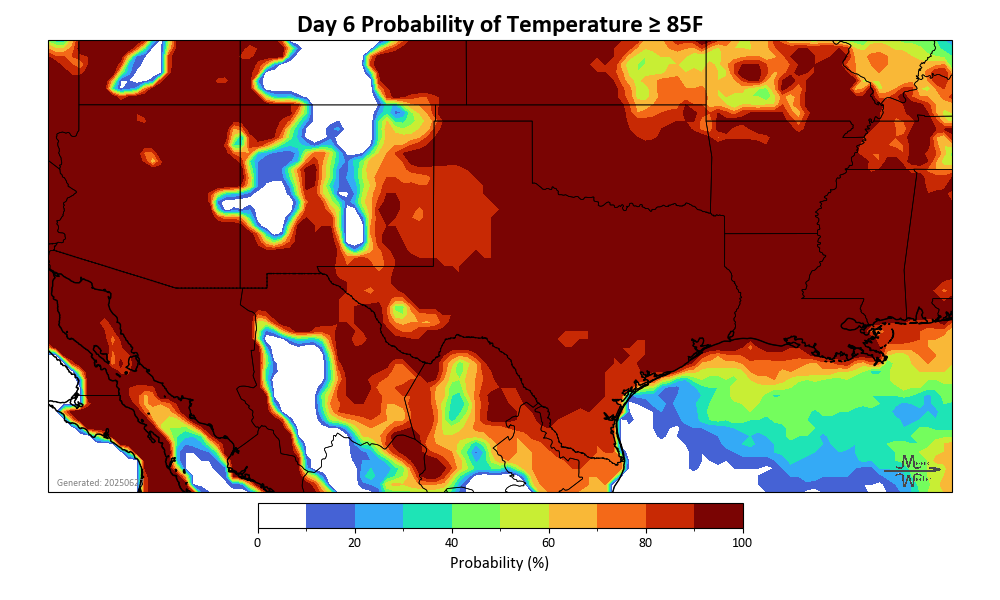 Day 6 Probability of Temperature ≥ 85F
Generated: 2025062
0 20 40 60 80 100
Probability (%)